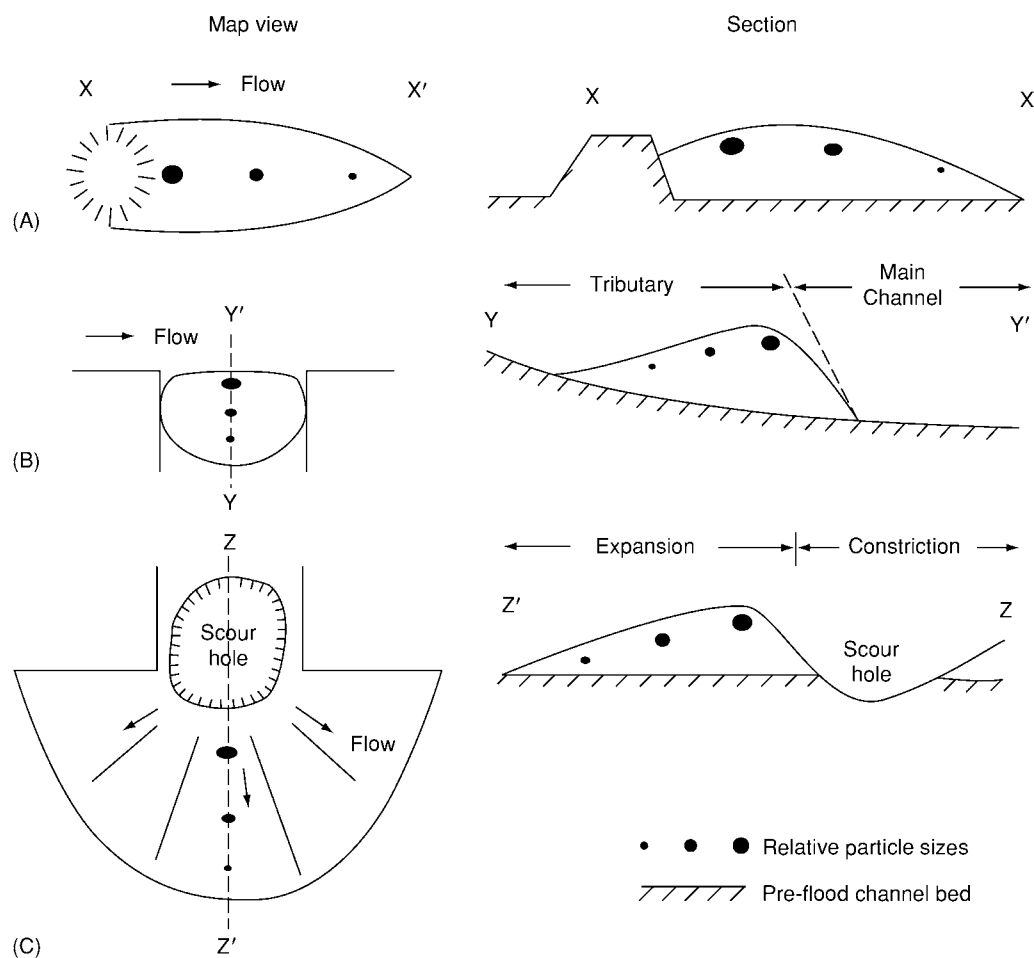 Map view
Section
Flow
X
X'
X
X
(A)
Tributary
Main
Channel
Y
Y'
Y'
Flow
(B)
Y
Z
Expansion
Constriction
Z'
Z
Scour
hole
Scour
hole
Flow
Relative particle sizes
Pre-flood channel bed
Z'
(C)